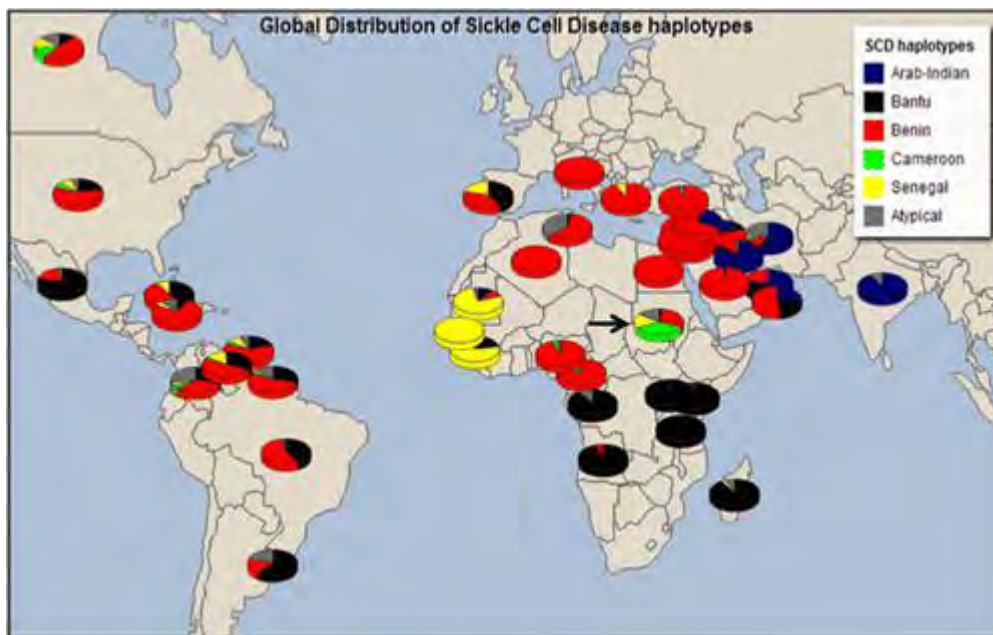 Global Distribution of Sickle Cell Disease haplotypes
SCD haplotypes
Arab-Indian
Bantu
Benin
Cameroon
Senegal
Atypical